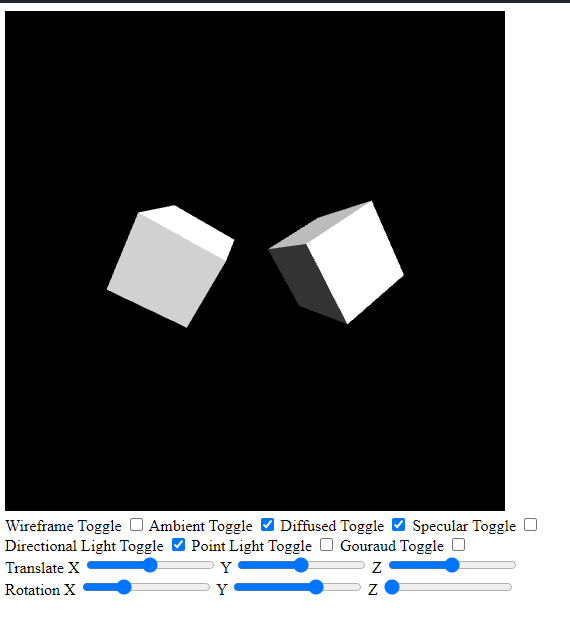 Wireframe Toggle Ambient Toggle Diffused Toggle Specular Toggle
Directional Light Toggle Point Light Toggle Gouraud Toggle
Translate X Y Z
Rotation X Y Z